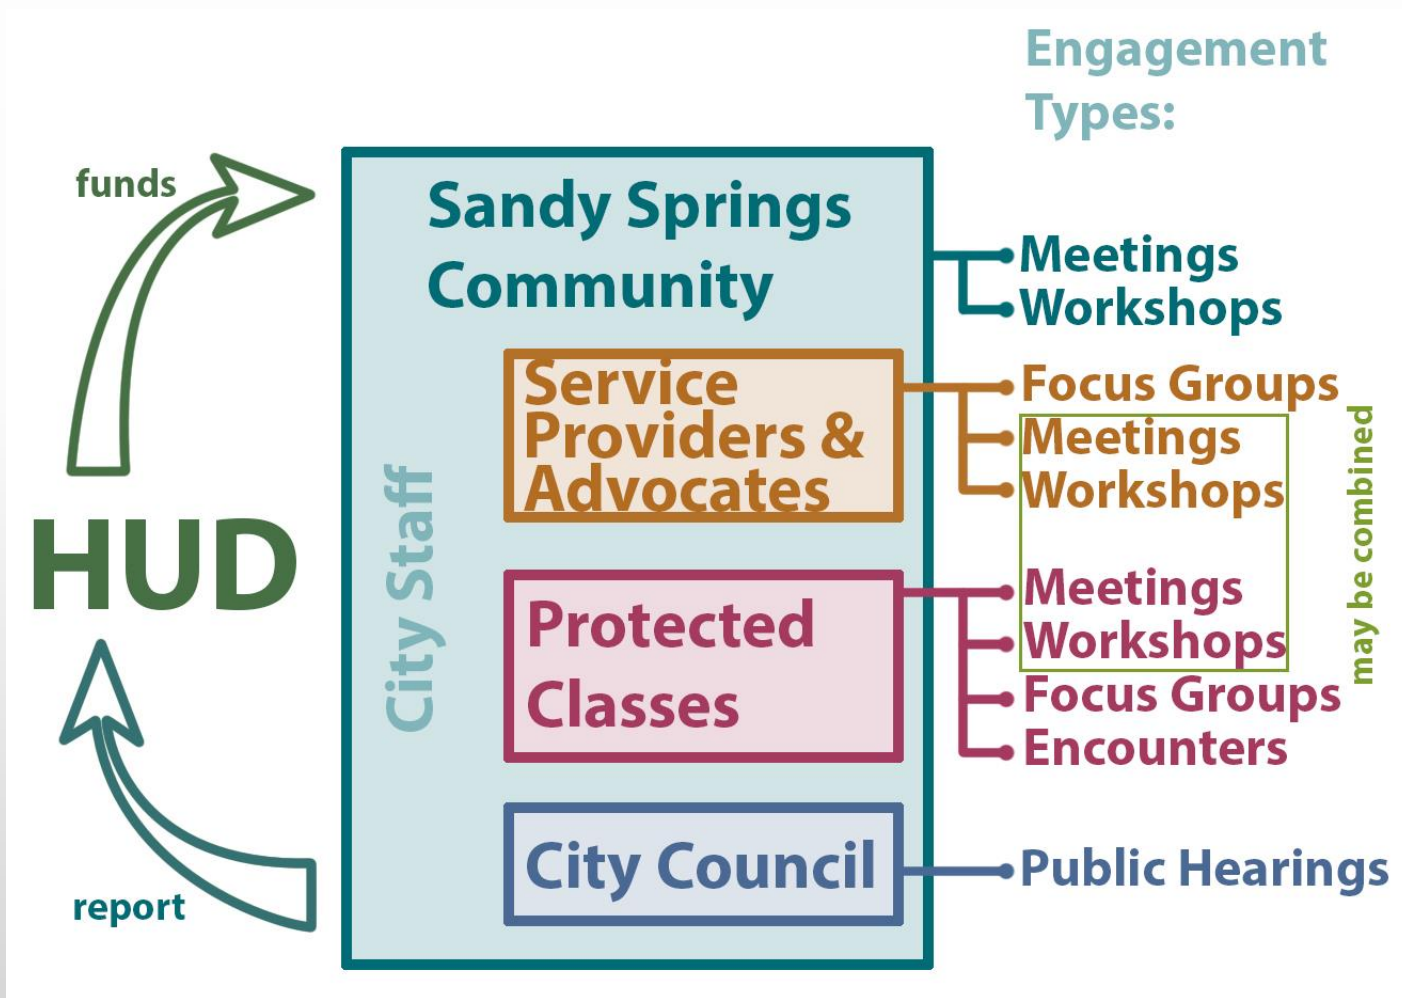 Engagement
Types:
funds
Sandy Springs
Community
Meetings
Workshops
Service
Providers &
Advocates
Focus Groups
Meetings
Workshops
may be combined
City Staff
HUD
Protected
Classes
Meetings
Workshops
Focus Groups
Encounters
City Council
Public Hearings
report